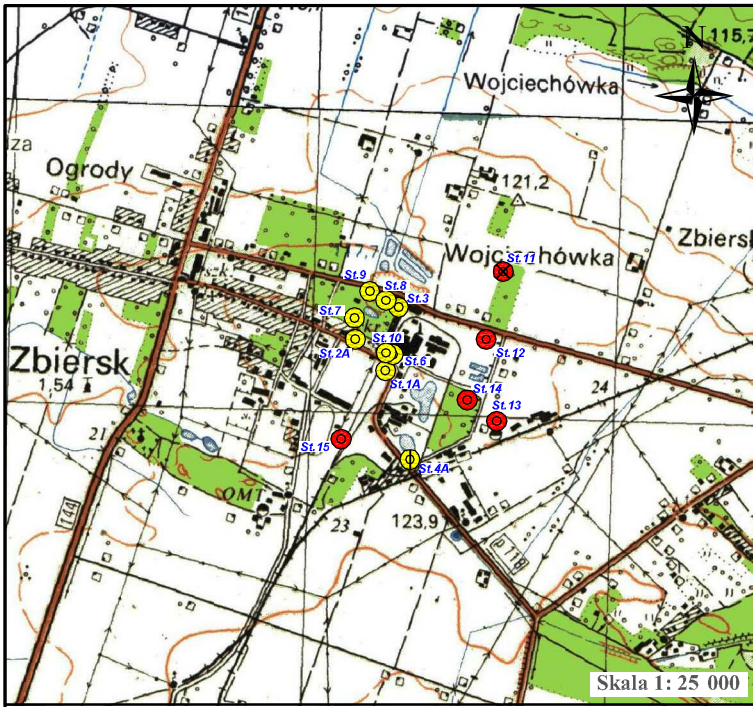 N
115,7
n.
Wojciechówka
dza
Ogrody
121,2
Wojciechówka
Zbiersk
St.11
St.9
St.8
St.3
St.7
St.10
St.2A
St.6
St.12
Zbiersk
1,54
St.1A
24
St.14
St.13
21
St.15
St.4A
OMT
144
23
123,9
Skala 1: 25 000